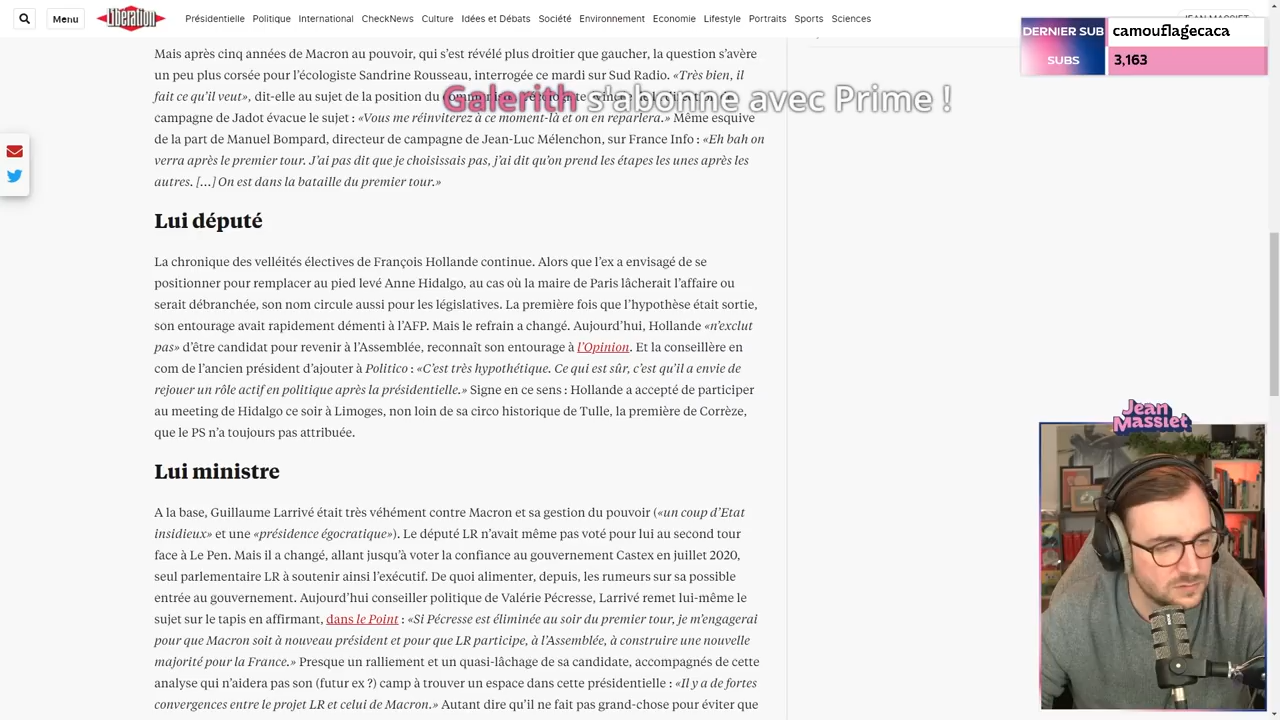 Menu
Libération
Présidentielle Politique International CheckNews Culture Idées et Débats Société Environnement Economie Lifestyle Portraits Sports Sciences
JEAN MASSIET
DERNIER SUB
camouflagecaca
SUBS
3,163
Galerith s'abonne avec Prime !
Mais après cinq années de Macron au pouvoir, qui s'est révélé plus droitier que gaucher, la question s'avère
un peu plus corsée pour l'écologiste Sandrine Rousseau, interrogée ce mardi sur Sud Radio. «Très bien, il
fait ce qu'il veut», dit-elle au sujet de la position du
campagne de Jadot évacue le sujet : «Vous me réinviterez à ce moment-là et on en reparlera.» Même esquive
de la part de Manuel Bompard, directeur de campagne de Jean-Luc Mélenchon, sur France Info : «Eh bah on
verra après le premier tour. J'ai pas dit que je choisissais pas, j'ai dit qu'on prend les étapes les unes après les
autres. [...] On est dans la bataille du premier tour.»
Lui député
La chronique des velléités électives de François Hollande continue. Alors que l'ex a envisagé de se
positionner pour remplacer au pied levé Anne Hidalgo, au cas où la maire de Paris lâcherait l'affaire ou
serait débranchée, son nom circule aussi pour les législatives. La première fois que l'hypothèse était sortie,
son entourage avait rapidement démenti à l'AFP. Mais le refrain a changé. Aujourd'hui, Hollande «n'exclut
pas» d'être candidat pour revenir à l'Assemblée, reconnaît son entourage à l'Opinion. Et la conseillère en
com de l'ancien président d'ajouter à Politico : «C'est très hypothétique. Ce qui est sûr, c'est qu'il a envie de
rejouer un rôle actif en politique après la présidentielle.» Signe en ce sens : Hollande a accepté de participer
au meeting de Hidalgo ce soir à Limoges, non loin de sa circo historique de Tulle, la première de Corrèze,
que le PS n'a toujours pas attribuée.
Lui ministre
A la base, Guillaume Larrivé était très véhément contre Macron et sa gestion du pouvoir («un coup d'Etat
insidieux» et une «présidence égocratique»). Le député LR n'avait même pas voté pour lui au second tour
face à Le Pen. Mais il a changé, allant jusqu'à voter la confiance au gouvernement Castex en juillet 2020,
seul parlementaire LR à soutenir ainsi l'exécutif. De quoi alimenter, depuis, les rumeurs sur sa possible
entrée au gouvernement. Aujourd'hui conseiller politique de Valérie Pécresse, Larrivé remet lui-même le
sujet sur le tapis en affirmant, dans le Point : «Si Pécresse est éliminée au soir du premier tour, je m'engagerai
pour que Macron soit à nouveau président et pour que LR participe, à l'Assemblée, à construire une nouvelle
majorité pour la France.» Presque un ralliement et un quasi-lâchage de sa candidate, accompagnés de cette
analyse qui n'aidera pas son (futur ex ?) camp à trouver un espace dans cette présidentielle : «Il y a de fortes
convergences entre le projet LR et celui de Macron.» Autant dire qu'il ne fait pas grand-chose pour éviter que
Jean
Massiet